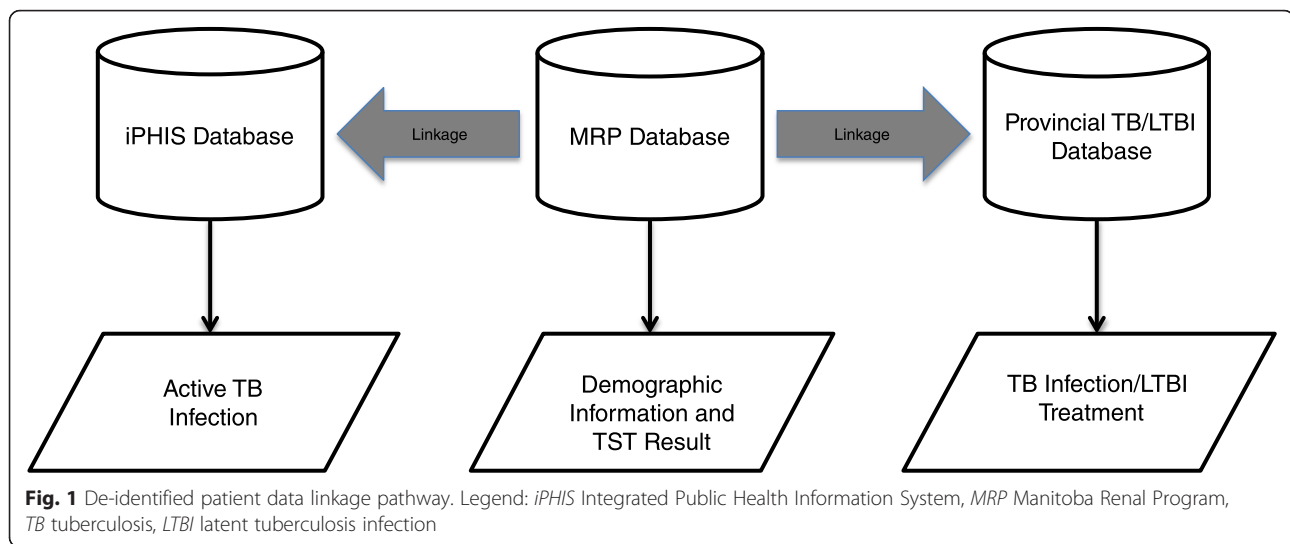 iPHIS Database
Linkage
MRP Database
Linkage
Provincial TB/LTBI
Database
Active TB
Infection
Demographic
Information and
TST Result
TB Infection/LTBI
Treatment
Fig. 1 De-identified patient data linkage pathway. Legend: iPHIS Integrated Public Health Information System, MRP Manitoba Renal Program,
TB tuberculosis, LTBI latent tuberculosis infection